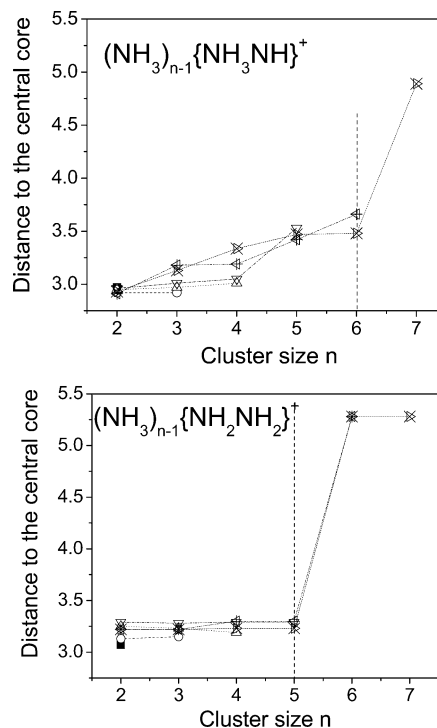 (NH₃)ₙ₋₁{NH₃NH}⁺
Distance to the central core
5.5
5.0
4.5
4.0
3.5
3.0
2 3 4 5 6 7
Cluster size n
(NH₃)ₙ₋₁{NH₂NH₂}⁺
Distance to the central core
5.5
5.0
4.5
4.0
3.5
3.0
2 3 4 5 6 7
Cluster size n